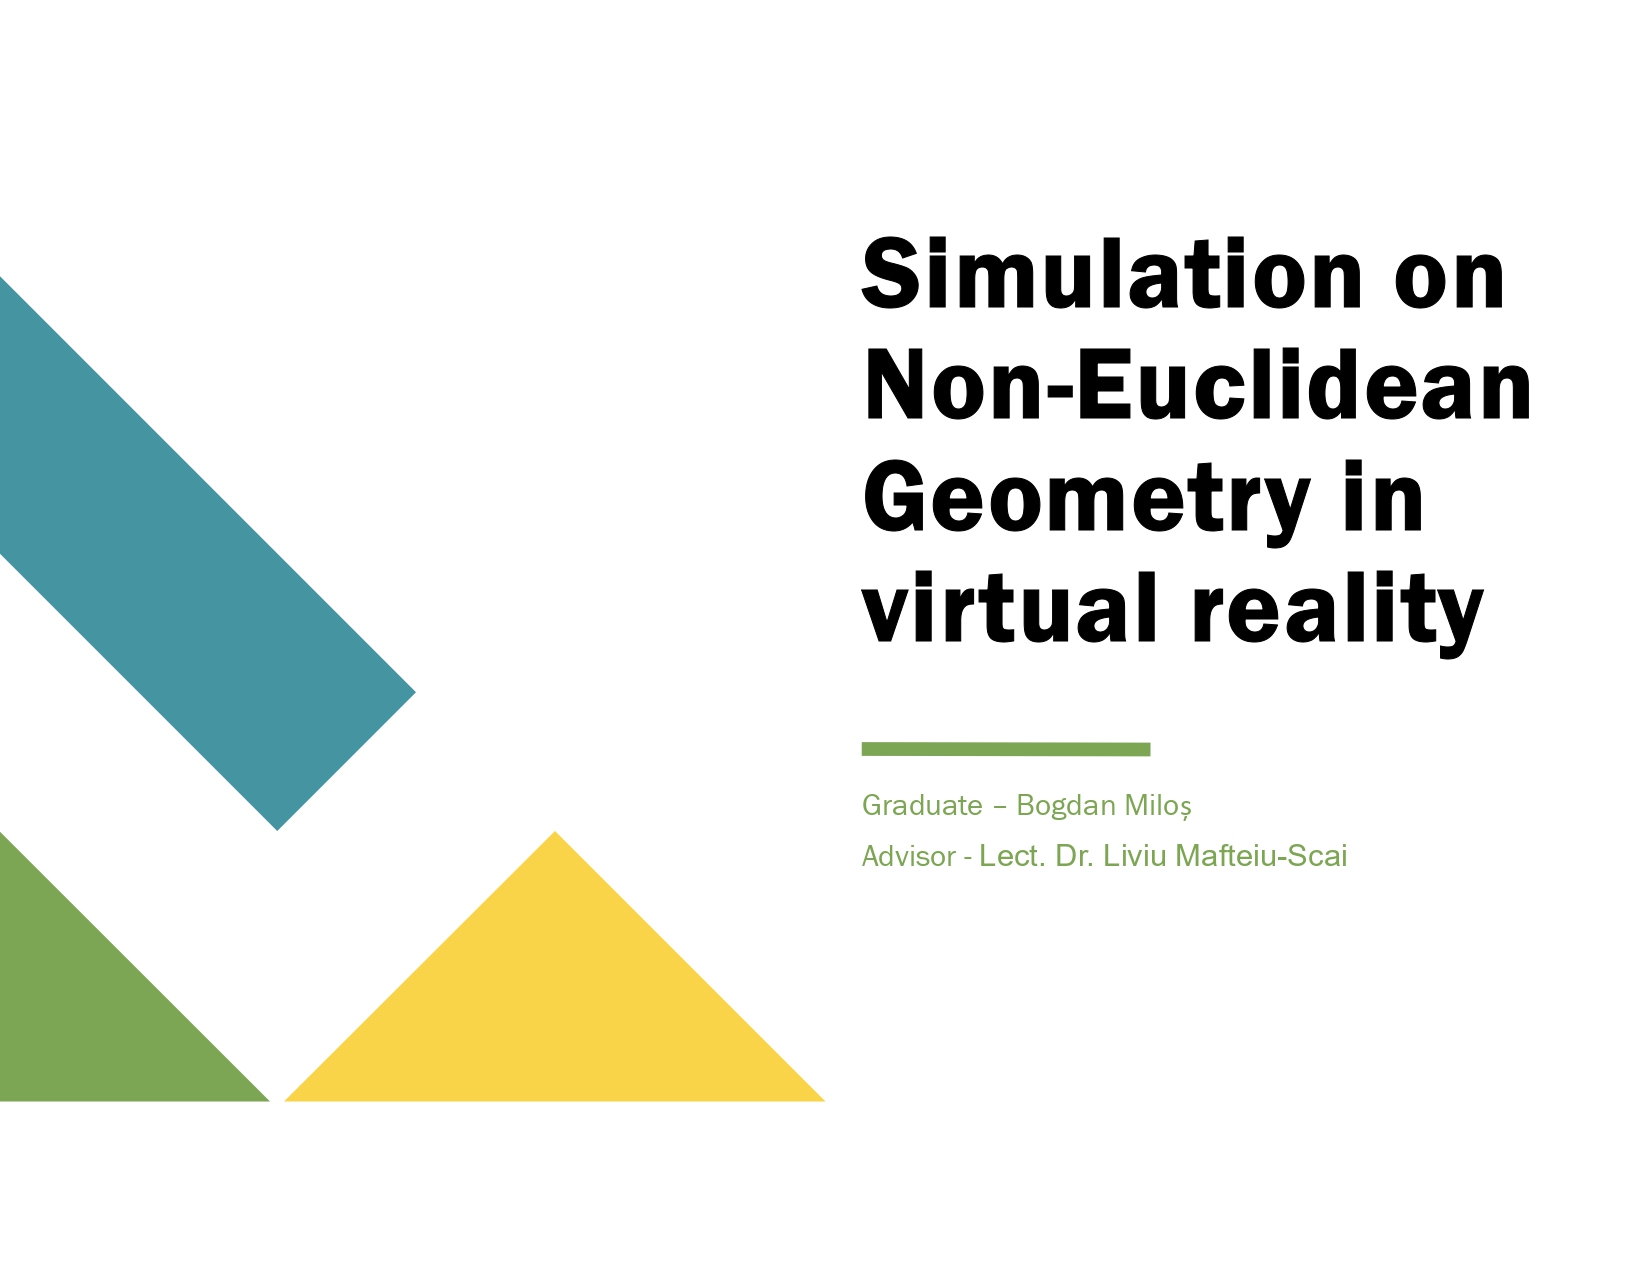 Simulation on
Non-Euclidean
Geometry in
virtual reality
Graduate – Bogdan Miloș
Advisor - Lect. Dr. Liviu Mafteiu-Scai